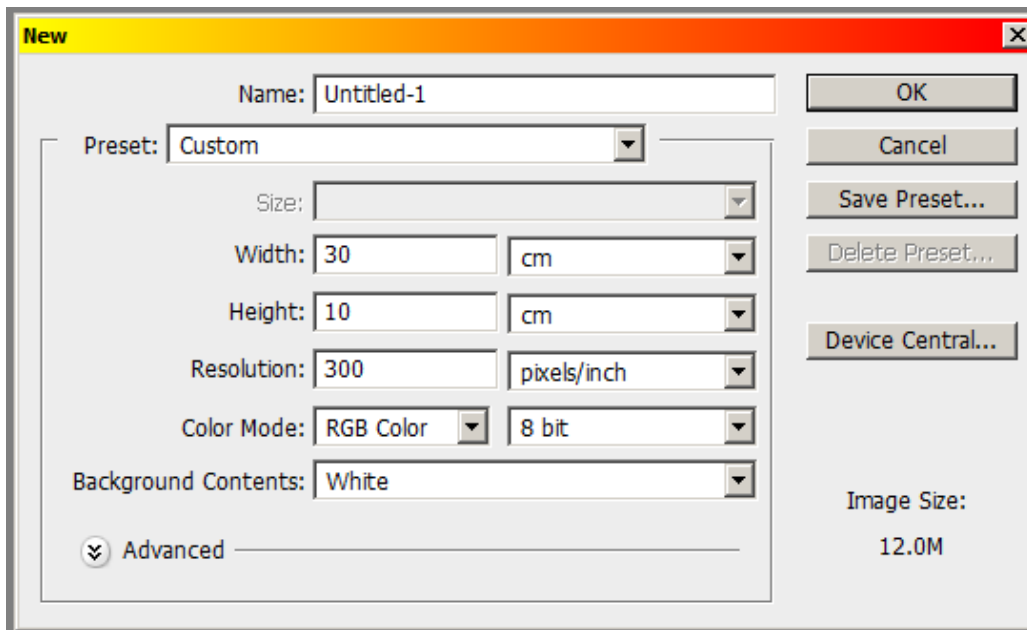 New
Name: Untitled-1
OK
Preset: Custom
Cancel
Size:
Save Preset...
Width: 30 cm
Delete Preset...
Height: 10 cm
Device Central...
Resolution: 300 pixels/inch
Color Mode: RGB Color 8 bit
Background Contents: White
Image Size:
Advanced
12.0M